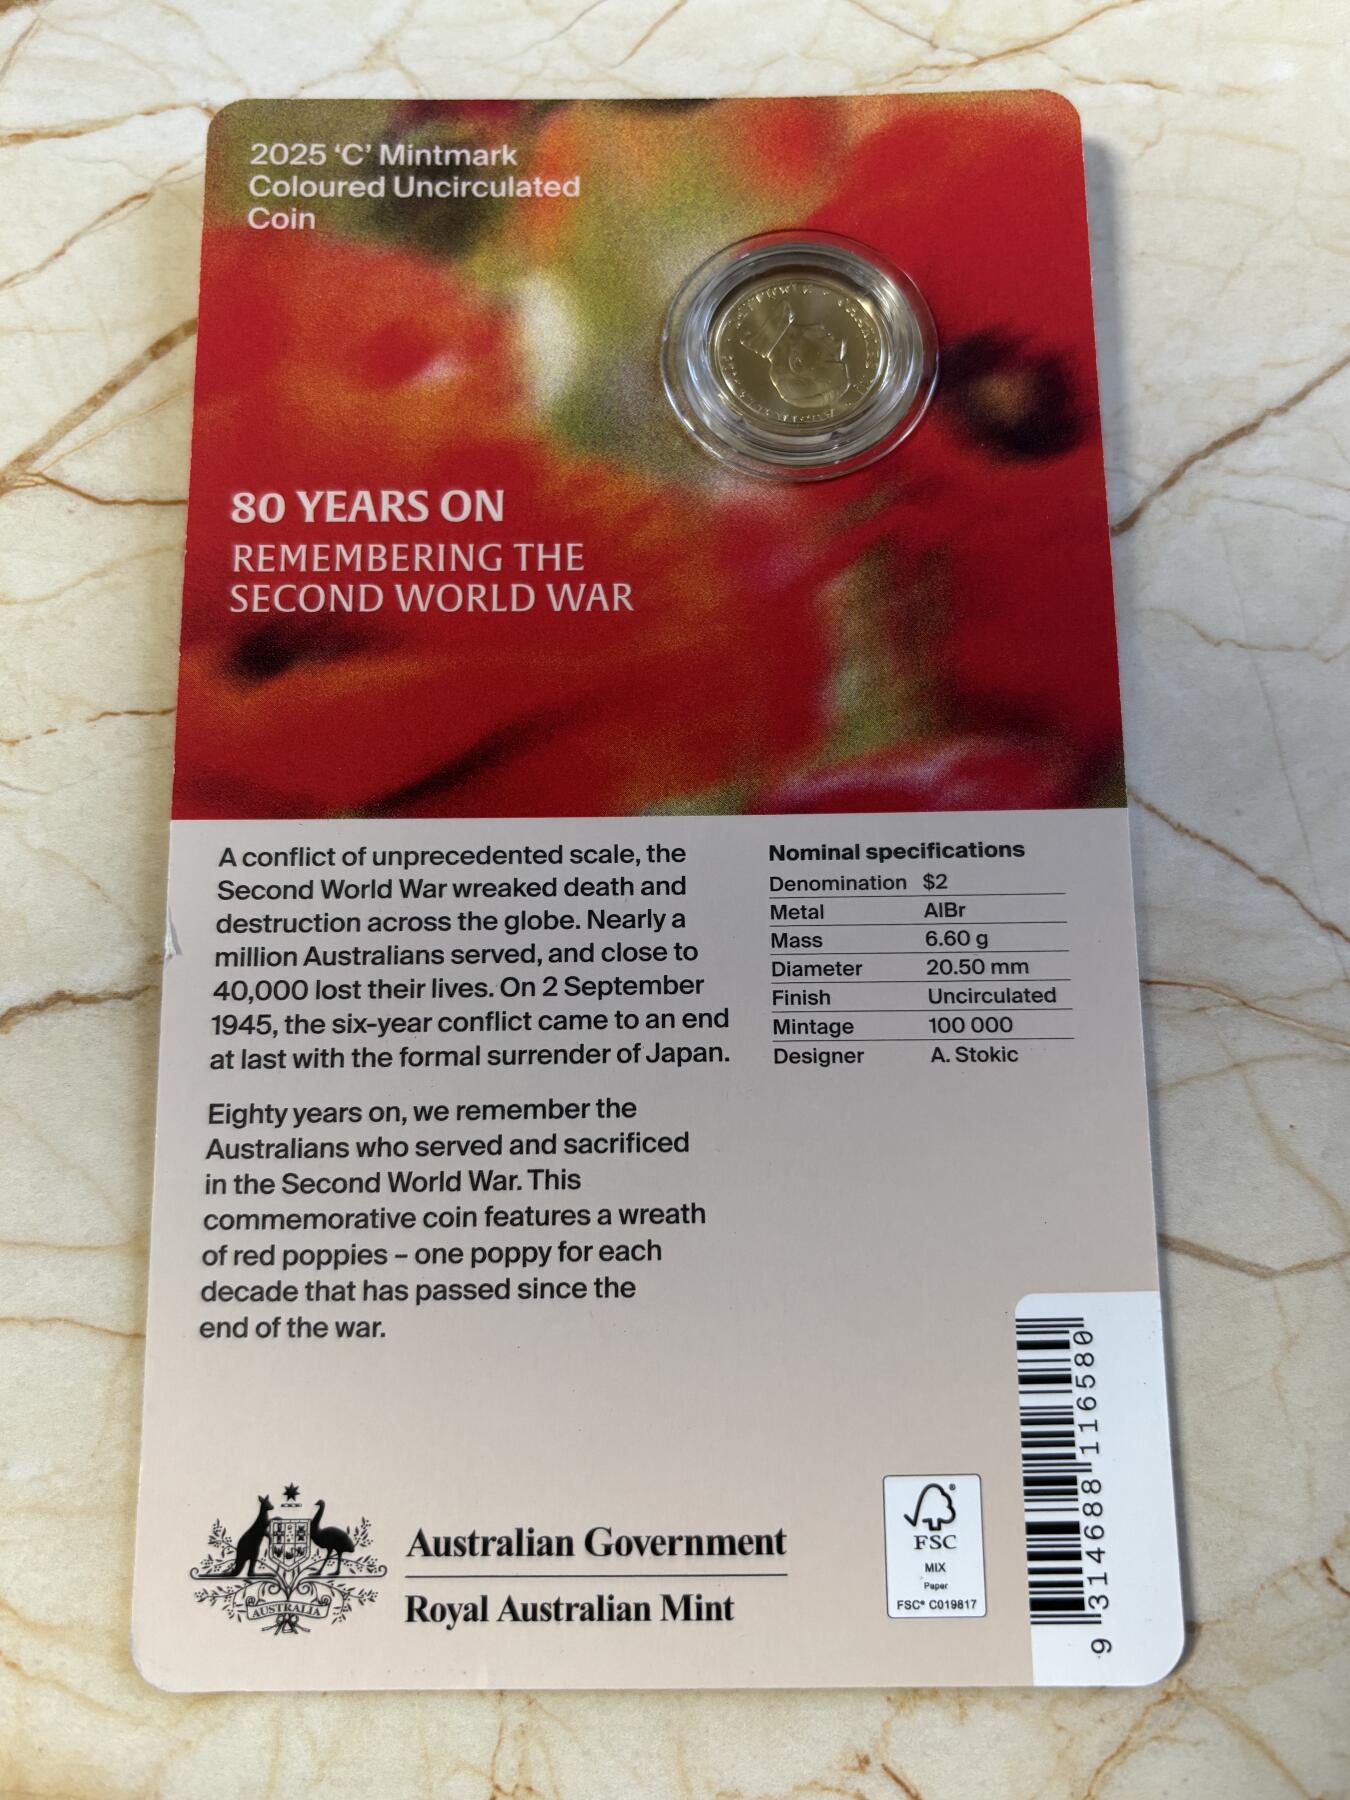 2025 ‘C’ Mintmark
Coloured Uncirculated
Coin
80 YEARS ON
REMEMBERING THE
SECOND WORLD WAR
A conflict of unprecedented scale, the
Second World War wreaked death and
destruction across the globe. Nearly a
million Australians served, and close to
40,000 lost their lives. On 2 September
1945, the six-year conflict came to an end
at last with the formal surrender of Japan.
Eighty years on, we remember the
Australians who served and sacrificed
in the Second World War. This
commemorative coin features a wreath
of red poppies – one poppy for each
decade that has passed since the
end of the war.
Nominal specifications
Denomination $2
Metal AlBr
Mass 6.60 g
Diameter 20.50 mm
Finish Uncirculated
Mintage 100 000
Designer A. Stokic
AUSTRALIA
Australian Government
Royal Australian Mint
FSC
MIX
Paper
FSC® C019817
9 314688 116580